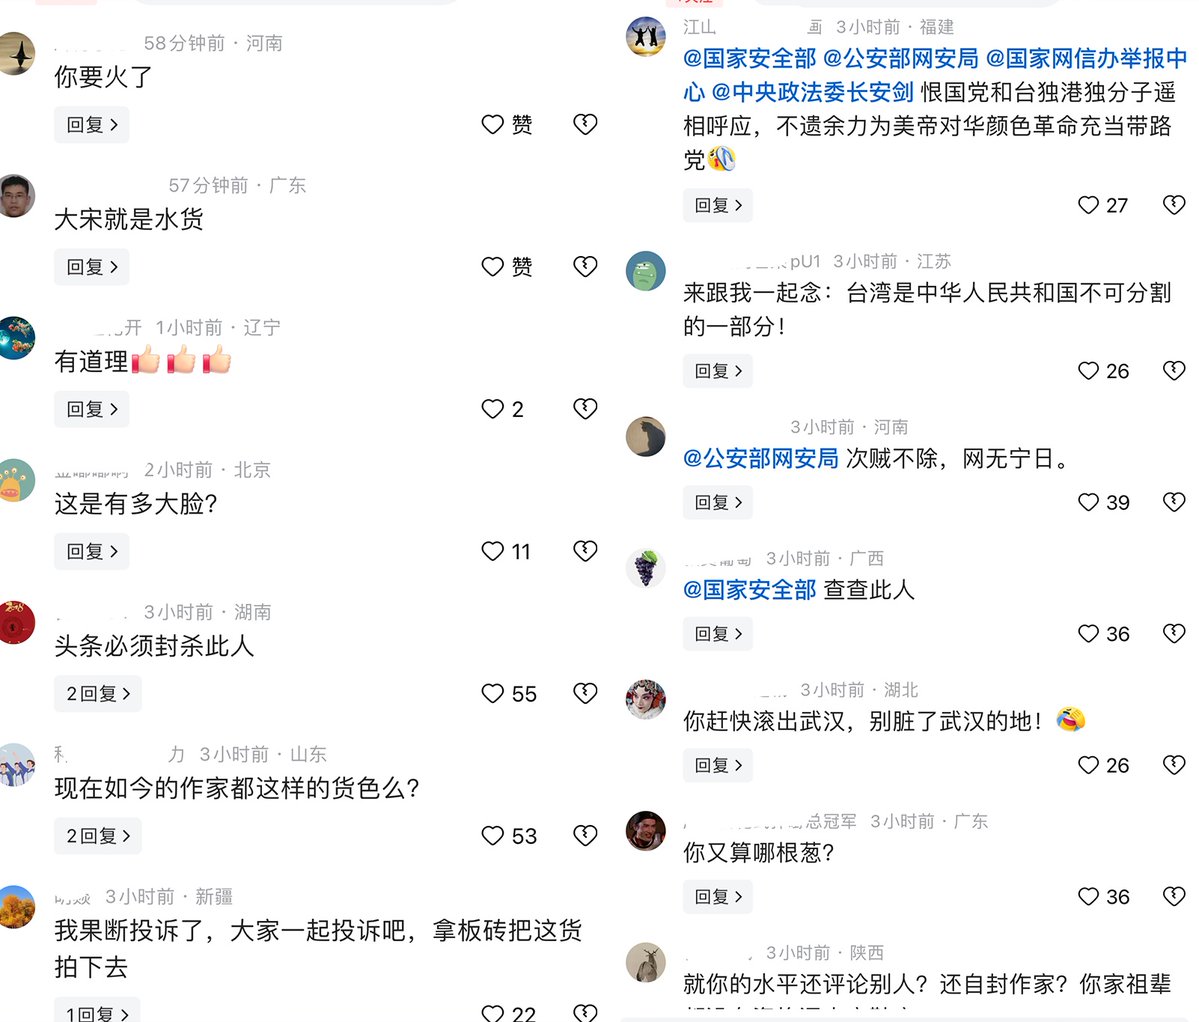 58分钟前 · 河南
你要火了
回复 >
赞
57分钟前 · 广东
大宋就是水货
回复 >
赞
开 1小时前 · 辽宁
有道理👍👍👍
回复 >
2
2小时前 · 北京
这是有多大脸?
回复 >
11
3小时前 · 湖南
头条必须封杀此人
2回复 >
55
力 3小时前 · 山东
现在如今的作家都这样的货色么?
2回复 >
53
3小时前 · 新疆
我果断投诉了，大家一起投诉吧，拿板砖把这货
拍下去
1回复 >
22
江山 画 3小时前 · 福建
@国家安全部 @公安部网安局 @国家网信办举报中
心 @中央政法委长安剑 恨国党和台独港独分子遥
相呼应，不遗余力为美帝对华颜色革命充当带路
党
回复 >
27
pU1 3小时前 · 江苏
来跟我一起念：台湾是中华人民共和国不可分割
的一部分！
回复 >
26
3小时前 · 河南
@公安部网安局 次贼不除，网无宁日。
回复 >
39
3小时前 · 广西
@国家安全部 查查此人
回复 >
36
3小时前 · 湖北
你赶快滚出武汉，别脏了武汉的地！
回复 >
26
总冠军 3小时前 · 广东
你又算哪根葱?
回复 >
36
3小时前 · 陕西
就你的水平还评论别人？还自封作家？你家祖辈